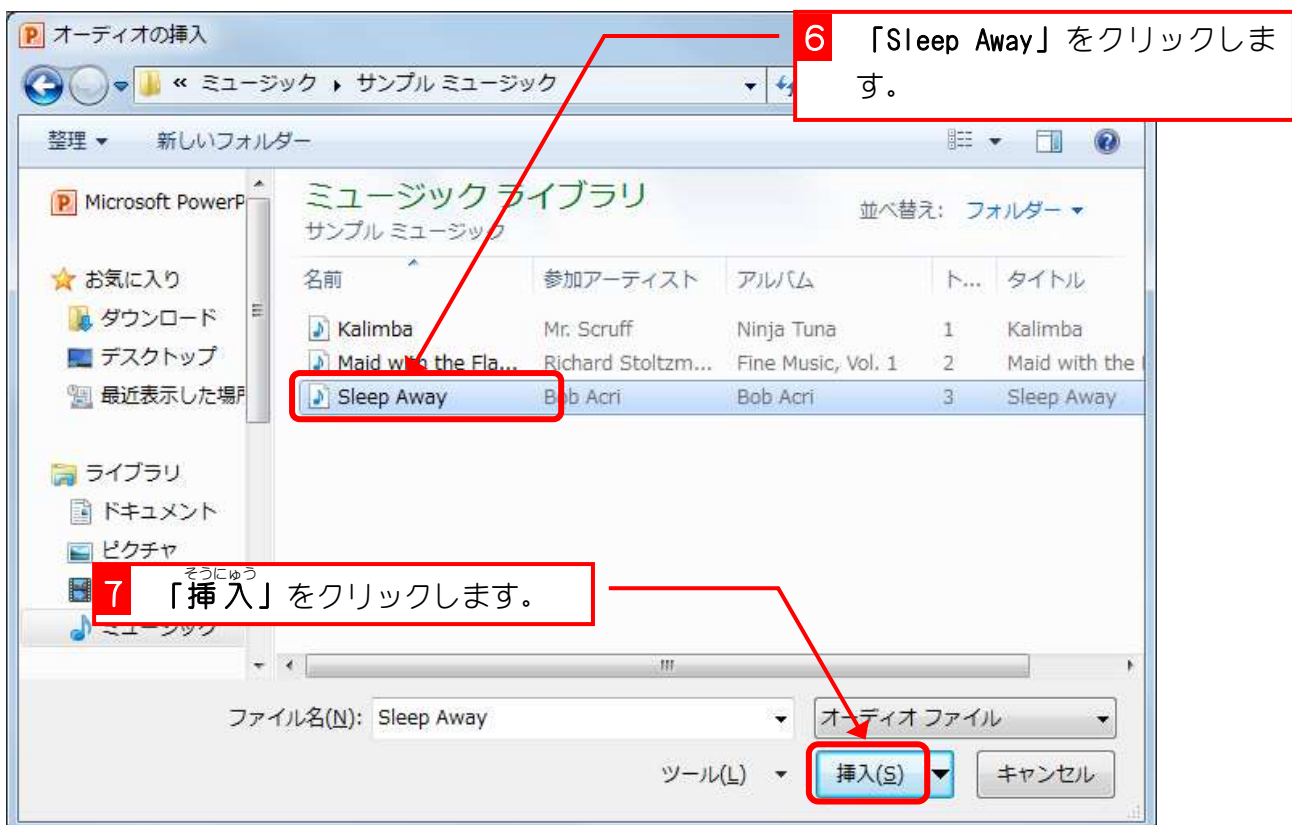 オーディオの挿入
6 「Sleep Away」をクリックしま
す。
« ミュージック サンプル ミュージック
整理 新しいフォルダー
Microsoft PowerP
ミュージック ライブラリ
サンプル ミュージック
並べ替え: フォルダー
お気に入り
ダウンロード
デスクトップ
最近表示した場所
名前 参加アーティスト アルバム ト... タイトル
Kalimba Mr. Scruff Ninja Tuna 1 Kalimba
Maid with the Fla... Richard Stoltzm... Fine Music, Vol. 1 2 Maid with the
Sleep Away Bob Acri Bob Acri 3 Sleep Away
ライブラリ
ドキュメント
ピクチャ
そうにゅう
7 「挿入」をクリックします。
ミュージック
ファイル名(N): Sleep Away オーディオ ファイル
ツール(L) 挿入(S) キャンセル